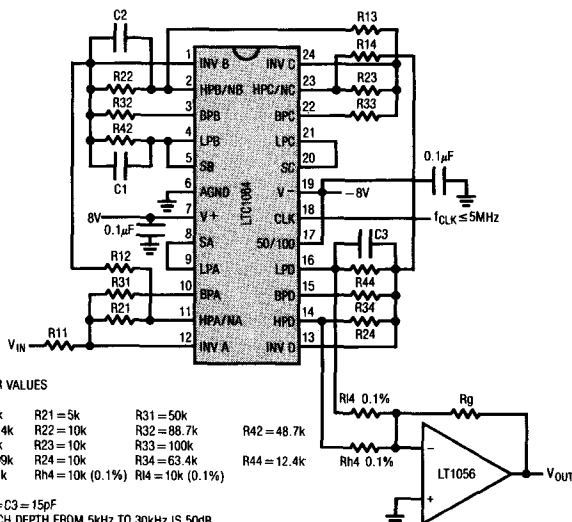 C2
R13
R14
1 INV B
INV C 24
R22
2 HPB/NB
HPC/NC 23
R23
R32
3 BPB
BPC 22
R33
R42
4 LPB
LPC 21
5 SB
SC 20
C1
0.1µF
6 AGND
V− 19
−8V
8V
7 V+
CLK 18
fCLK ≤ 5MHz
0.1µF
8 SA
50/100 17
C3
LTC1064
R12
9 LPA
LPD 16
R44
R31
10 BPA
BPD 15
R34
R21
11 HPA/NA
HPD 14
R24
VIN
R11
12 INV A
INV D 13
R VALUES
k R21=5k R31=50k
4k R22=10k R32=88.7k R42=48.7k
k R23=10k R33=100k
9k R24=10k R34=63.4k R44=12.4k
k Rh4=10k (0.1%) Rl4=10k (0.1%)
=C3=15pF
CH DEPTH FROM 5kHz TO 30kHz IS 50dB
Rl4 0.1%
Rg
Rh4 0.1%
−
LT1056
+
VOUT